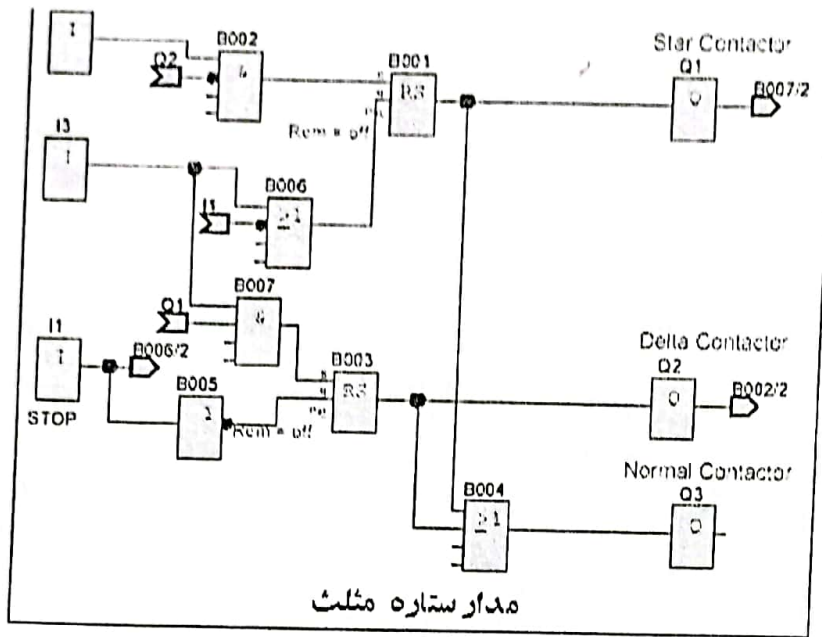 I
B002
Q2
&
B001
RS
Rem = off
Star Contactor
Q1
Q
B007/2
I3
I
B006
I1
≥1
B007
Q1
&
I1
I
B006/2
STOP
B005
1
B003
RS
Rem = off
Delta Contactor
Q2
Q
B002/2
B004
≥1
Normal Contactor
Q3
Q
مدار ستاره مثلث